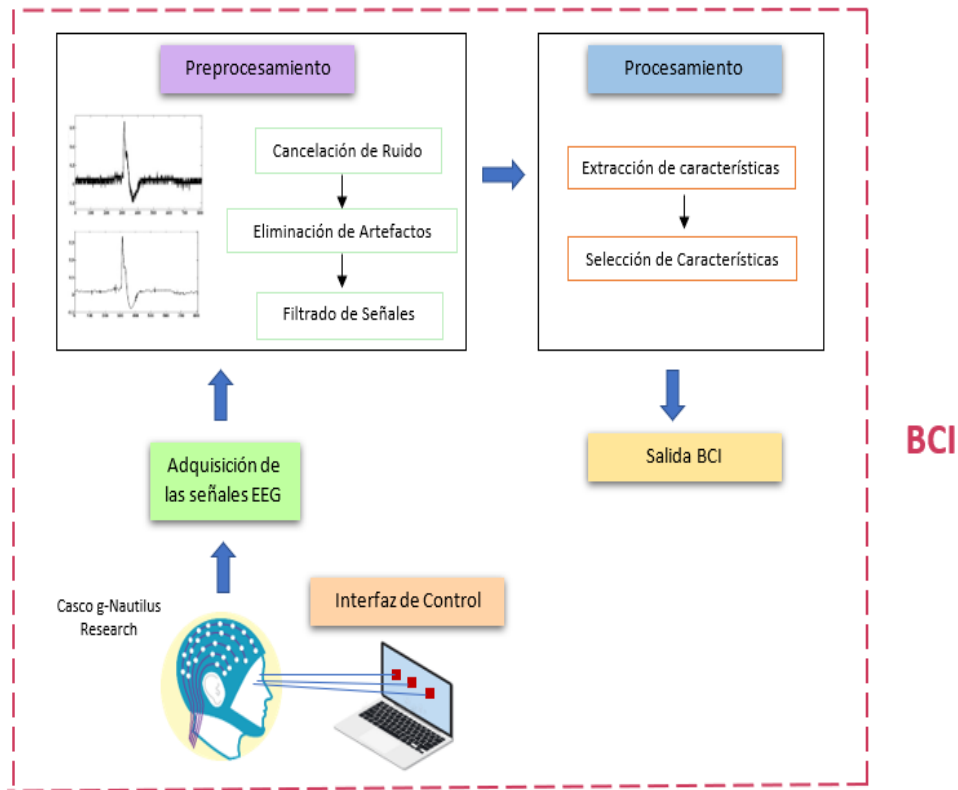 Preprocesamiento
Cancelación de Ruido
Eliminación de Artefactos
Filtrado de Señales
Procesamiento
Extracción de características
Selección de Características
Salida BCI
BCI
Adquisición de
las señales EEG
Casco g-Nautilus
Research
Interfaz de Control